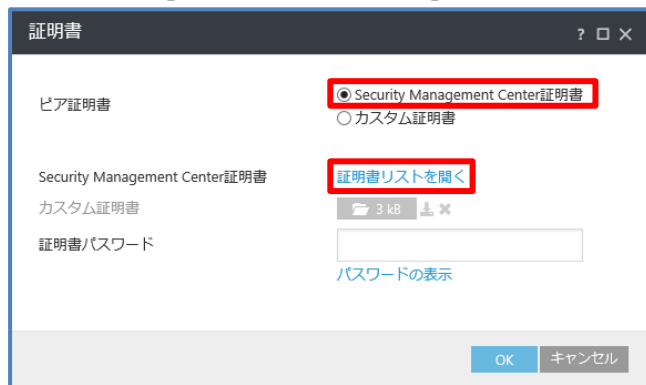 証明書
?
ピア証明書
Security Management Center証明書
カスタム証明書
Security Management Center証明書
証明書リストを開く
カスタム証明書
3 kB
証明書パスワード
パスワードの表示
OK
キャンセル